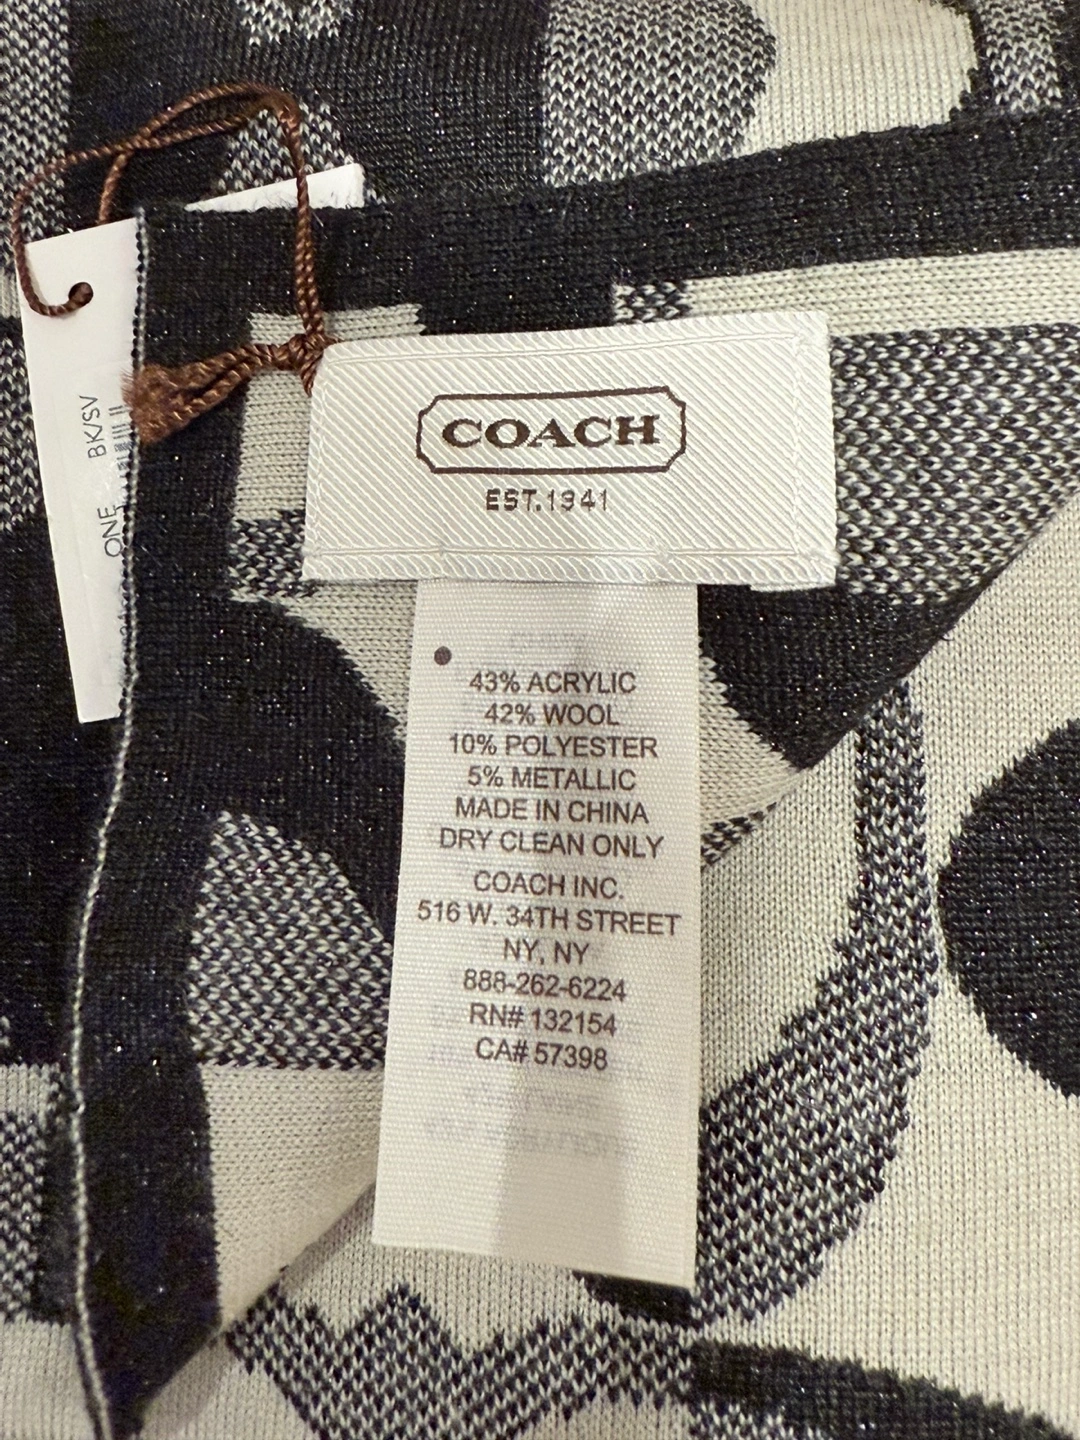 BK/SV
ONE
COACH
EST.1941
43% ACRYLIC
42% WOOL
10% POLYESTER
5% METALLIC
MADE IN CHINA
DRY CLEAN ONLY
COACH INC.
516 W. 34TH STREET
NY, NY
888-262-6224
RN# 132154
CA# 57398